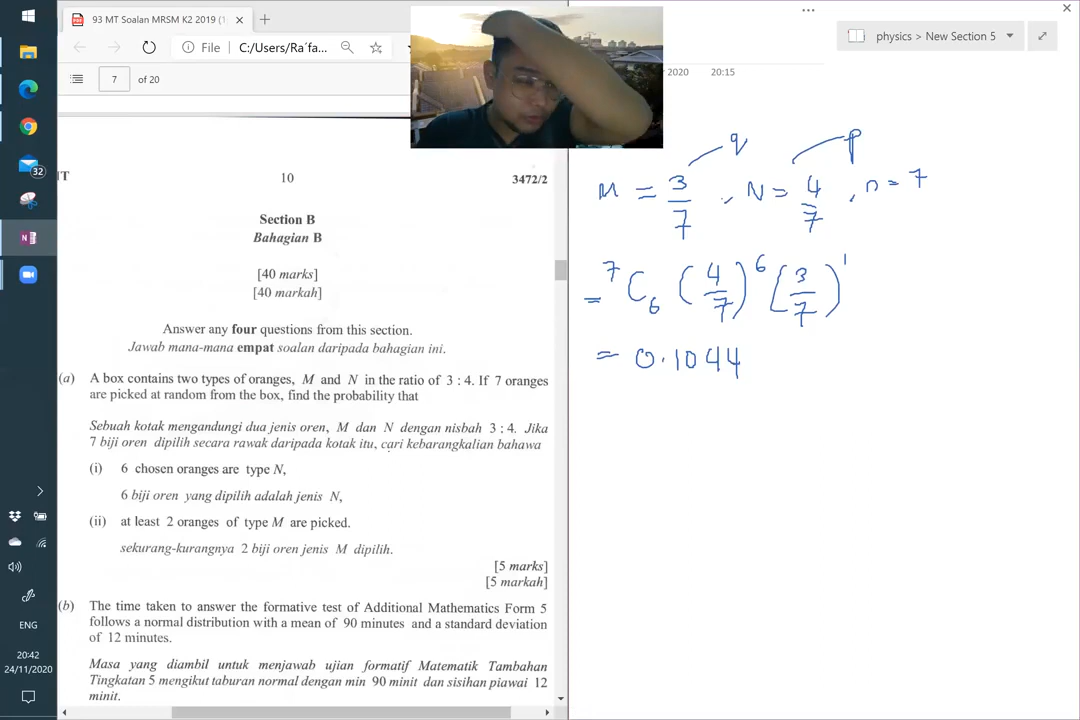 93 MT Soalan MRSM K2 2019 (1
File
C:/Users/Ra´fa...
7 of 20
physics > New Section 5
2020 20:15
10
3472/2
Section B
Bahagian B
[40 marks]
[40 markah]
Answer any four questions from this section.
Jawab mana-mana empat soalan daripada bahagian ini.
(a) A box contains two types of oranges, M and N in the ratio of 3 : 4. If 7 oranges
are picked at random from the box, find the probability that
Sebuah kotak mengandungi dua jenis oren, M dan N dengan nisbah 3 : 4. Jika
7 biji oren dipilih secara rawak daripada kotak itu, cari kebarangkalian bahawa
(i) 6 chosen oranges are type N,
6 biji oren yang dipilih adalah jenis N,
(ii) at least 2 oranges of type M are picked.
sekurang-kurangnya 2 biji oren jenis M dipilih.
[5 marks]
[5 markah]
(b) The time taken to answer the formative test of Additional Mathematics Form 5
follows a normal distribution with a mean of 90 minutes and a standard deviation
of 12 minutes.
Masa yang diambil untuk menjawab ujian formatif Matematik Tambahan
Tingkatan 5 mengikut taburan normal dengan min 90 minit dan sisihan piawai 12
minit.
q p
M = 3/7, N = 4/7, n = 7
= ⁷C₆ (4/7)⁶ (3/7)¹
= 0.1044
32
ENG
20:42
24/11/2020